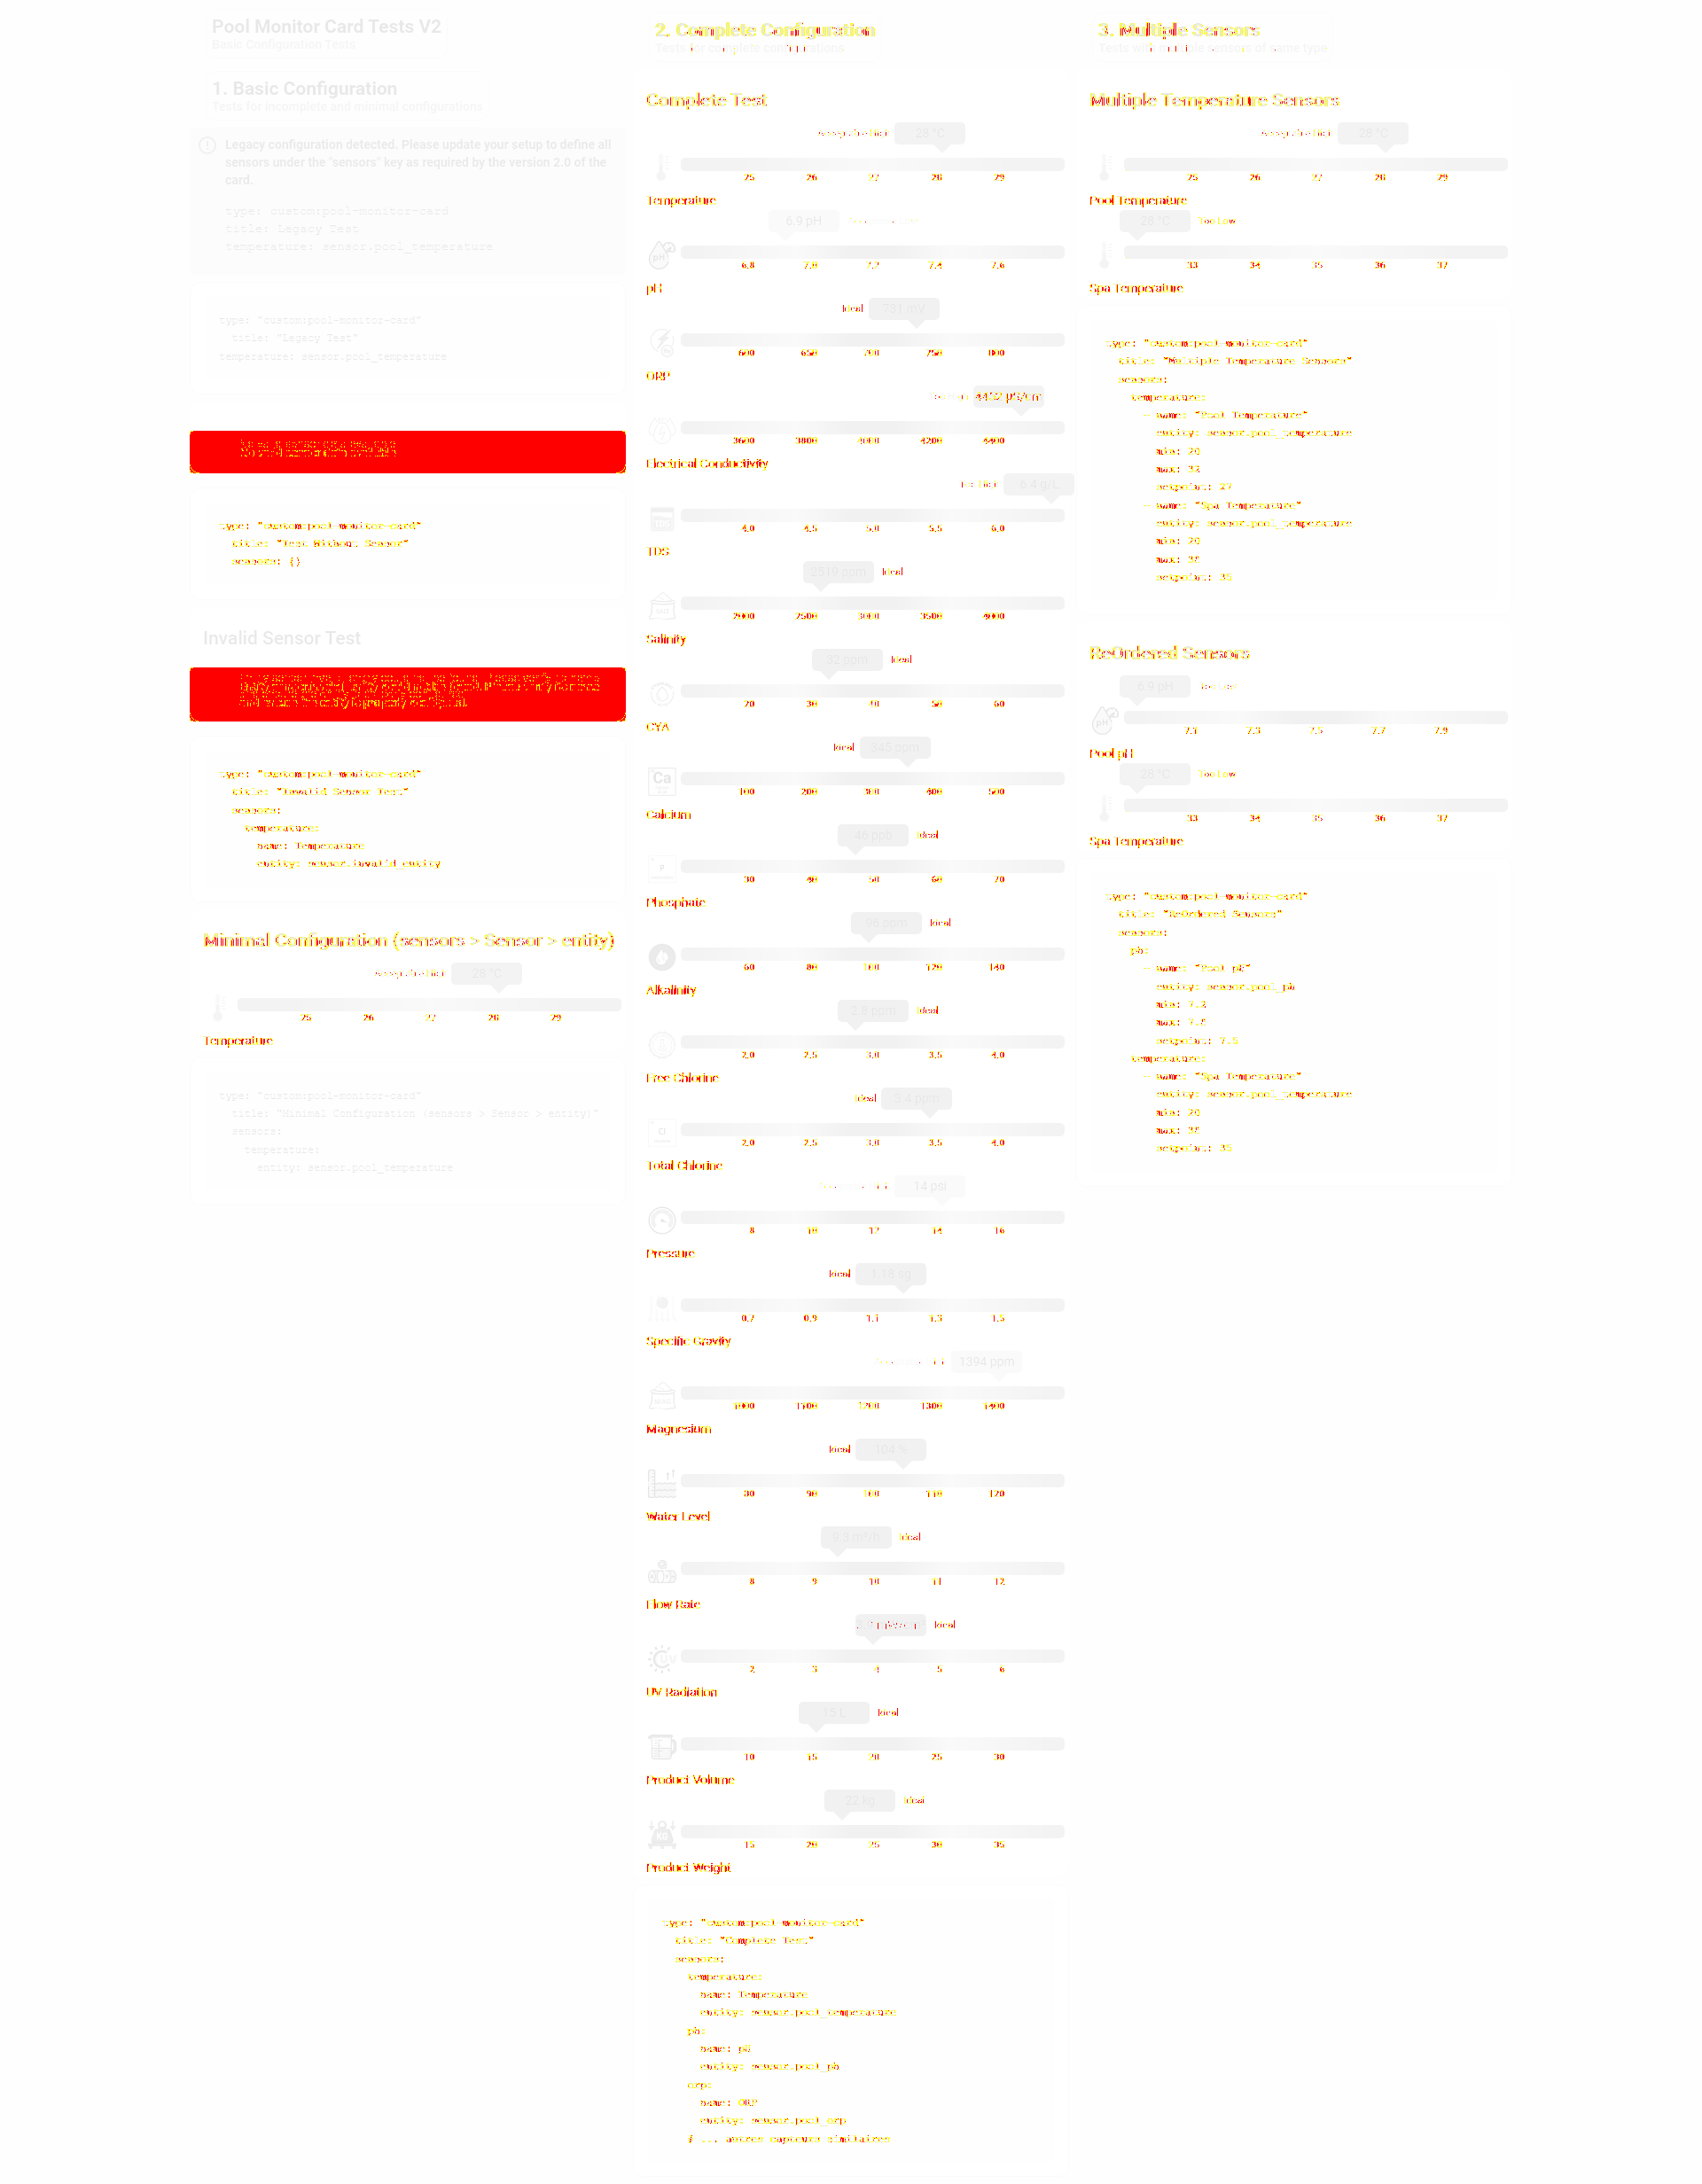 Pool Monitor Card Tests V2
Basic Configuration Tests
1. Basic Configuration
Tests for incomplete and minimal configurations
Legacy configuration detected. Please update your setup to define all
sensors under the "sensors" key as required by the version 2.0 of the
card.
type: custom:pool-monitor-card
title: Legacy Test
temperature: sensor.pool_temperature
type: "custom:pool-monitor-card"
title: "Legacy Test"
temperature: sensor.pool_temperature
type: "custom:pool-monitor-card"
title: "Test Without Sensor"
sensors: {}
Invalid Sensor Test
type: "custom:pool-monitor-card"
title: "Invalid Sensor Test"
sensors:
temperature:
name: Temperature
entity: sensor.invalid_entity
Minimal Configuration (sensors > Sensor > entity)
28 °C
25 26 27 28 29
Temperature
type: "custom:pool-monitor-card"
title: "Minimal Configuration (sensors > Sensor > entity)"
sensors:
temperature:
entity: sensor.pool_temperature
2. Complete Configuration
Tests for complete configurations
Complete Test
28 °C
25 26 27 28 29
Temperature
6.9 pH
pH
6.8 7.0 7.2 7.4 7.6
pH
Ideal 731 mV
600 650 700 750 800
ORP
3600 3800 4000 4200 4400
Electrical Conductivity
6.4 g/L
TDS
4.0 4.5 5.0 5.5 6.0
TDS
2519 ppm Ideal
2000 2500 3000 3500 4000
Salinity
32 ppm Ideal
20 30 40 50 60
CYA
Ideal 345 ppm
Ca
100 200 300 400 500
Calcium
46 ppb Ideal
P
30 40 50 60 70
Phosphate
96 ppm Ideal
60 80 100 120 140
Alkalinity
2.8 ppm Ideal
2.0 2.5 3.0 3.5 4.0
Free Chlorine
Ideal 3.4 ppm
Cl
2.0 2.5 3.0 3.5 4.0
Total Chlorine
14 psi
8 10 12 14 16
Pressure
Ideal 1.18 sg
0.7 0.9 1.1 1.3 1.5
Specific Gravity
1394 ppm
1000 1100 1200 1300 1400
Magnesium
Ideal 104 %
80 90 100 110 120
Water Level
9.3 m³/h Ideal
8 9 10 11 12
Flow Rate
Ideal
UV
2 3 4 5 6
UV Radiation
15 L Ideal
10 15 20 25 30
Product Volume
22 kg Ideal
KG
15 20 25 30 35
Product Weight
type: "custom:pool-monitor-card"
title: "Complete Test"
sensors:
temperature:
name: Temperature
entity: sensor.pool_temperature
ph:
name: pH
entity: sensor.pool_ph
orp:
name: ORP
entity: sensor.pool_orp
# ... autres capteurs similaires
3. Multiple Sensors
Tests with multiple sensors of same type
Multiple Temperature Sensors
28 °C
25 26 27 28 29
Pool Temperature
28 °C Too low
33 34 35 36 37
Spa Temperature
type: "custom:pool-monitor-card"
title: "Multiple Temperature Sensors"
sensors:
temperature:
- name: "Pool Temperature"
entity: sensor.pool_temperature
min: 20
max: 32
setpoint: 27
- name: "Spa Temperature"
entity: sensor.pool_temperature
min: 20
max: 38
setpoint: 35
ReOrdered Sensors
6.9 pH Too low
pH
7.1 7.3 7.5 7.7 7.9
Pool pH
28 °C Too low
33 34 35 36 37
Spa Temperature
type: "custom:pool-monitor-card"
title: "ReOrdered Sensors"
sensors:
ph:
- name: "Pool pH"
entity: sensor.pool_ph
min: 7.2
max: 7.8
setpoint: 7.5
temperature:
- name: "Spa Temperature"
entity: sensor.pool_temperature
min: 20
max: 38
setpoint: 35